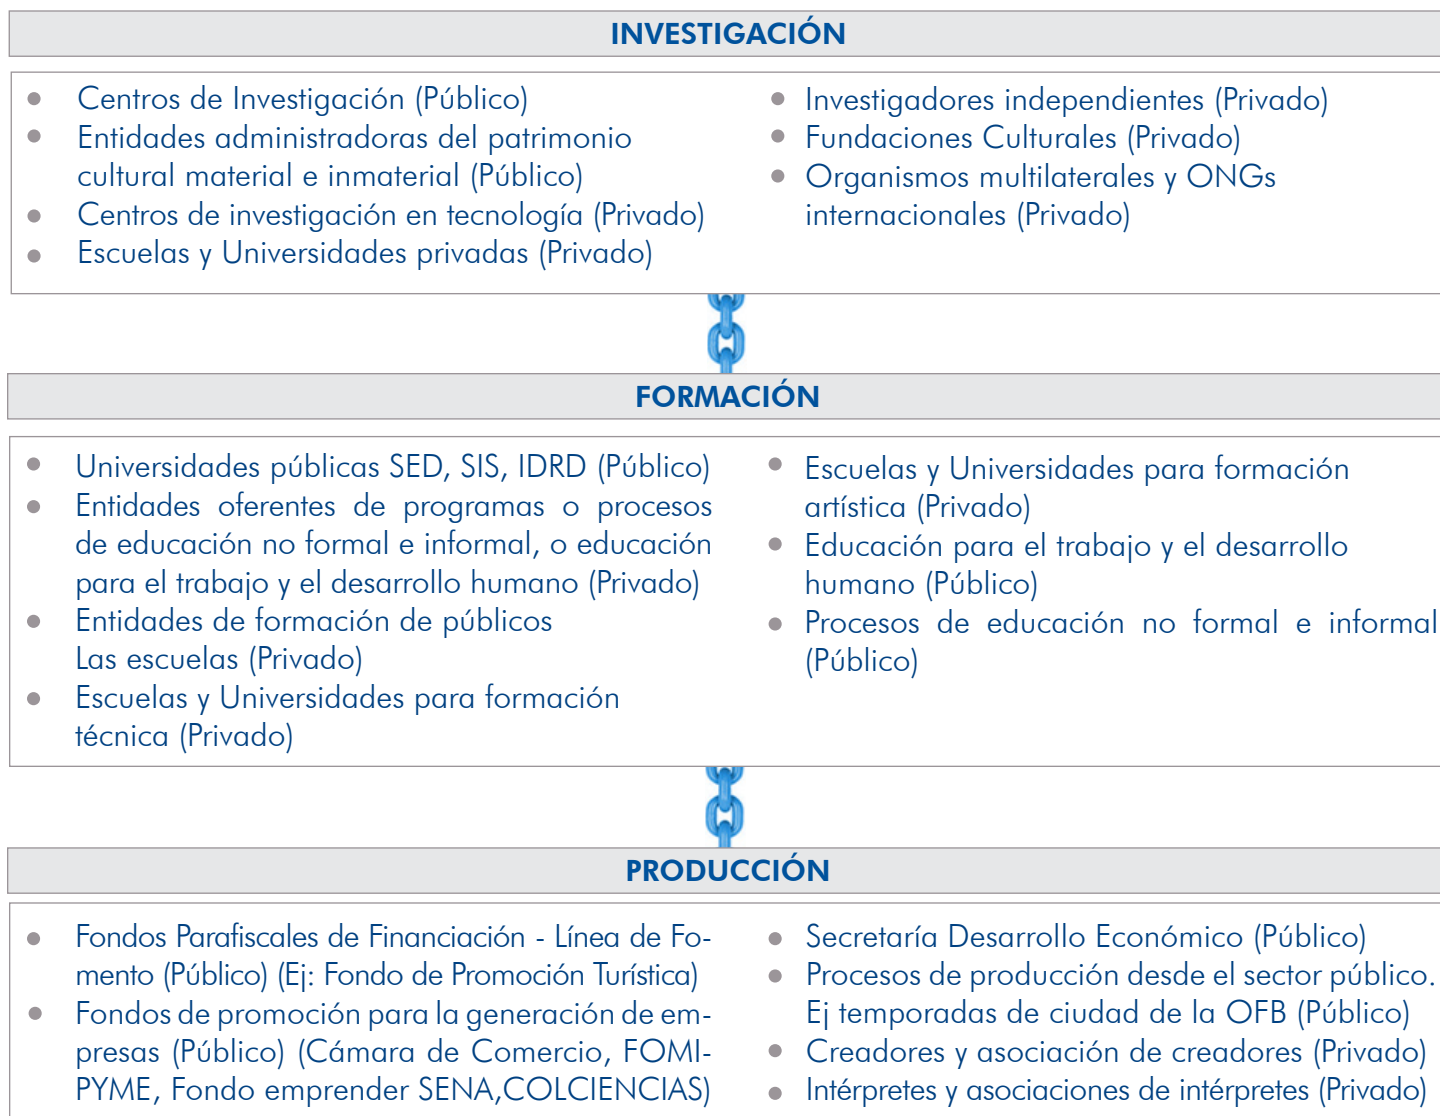 INVESTIGACIÓN
Centros de Investigación (Público)
Entidades administradoras del patrimonio
cultural material e inmaterial (Público)
Centros de investigación en tecnología (Privado)
Escuelas y Universidades privadas (Privado)
Investigadores independientes (Privado)
Fundaciones Culturales (Privado)
Organismos multilaterales y ONGs
internacionales (Privado)
FORMACIÓN
Universidades públicas SED, SIS, IDRD (Público)
Entidades oferentes de programas o procesos
de educación no formal e informal, o educación
para el trabajo y el desarrollo humano (Privado)
Entidades de formación de públicos
Las escuelas (Privado)
Escuelas y Universidades para formación
técnica (Privado)
Escuelas y Universidades para formación
artística (Privado)
Educación para el trabajo y el desarrollo
humano (Público)
Procesos de educación no formal e informal
(Público)
PRODUCCIÓN
Fondos Parafiscales de Financiación - Línea de Fo-
mento (Público) (Ej: Fondo de Promoción Turística)
Fondos de promoción para la generación de em-
presas (Público) (Cámara de Comercio, FOMI-
PYME, Fondo emprender SENA,COLCIENCIAS)
Secretaría Desarrollo Económico (Público)
Procesos de producción desde el sector público.
Ej temporadas de ciudad de la OFB (Público)
Creadores y asociación de creadores (Privado)
Intérpretes y asociaciones de intérpretes (Privado)